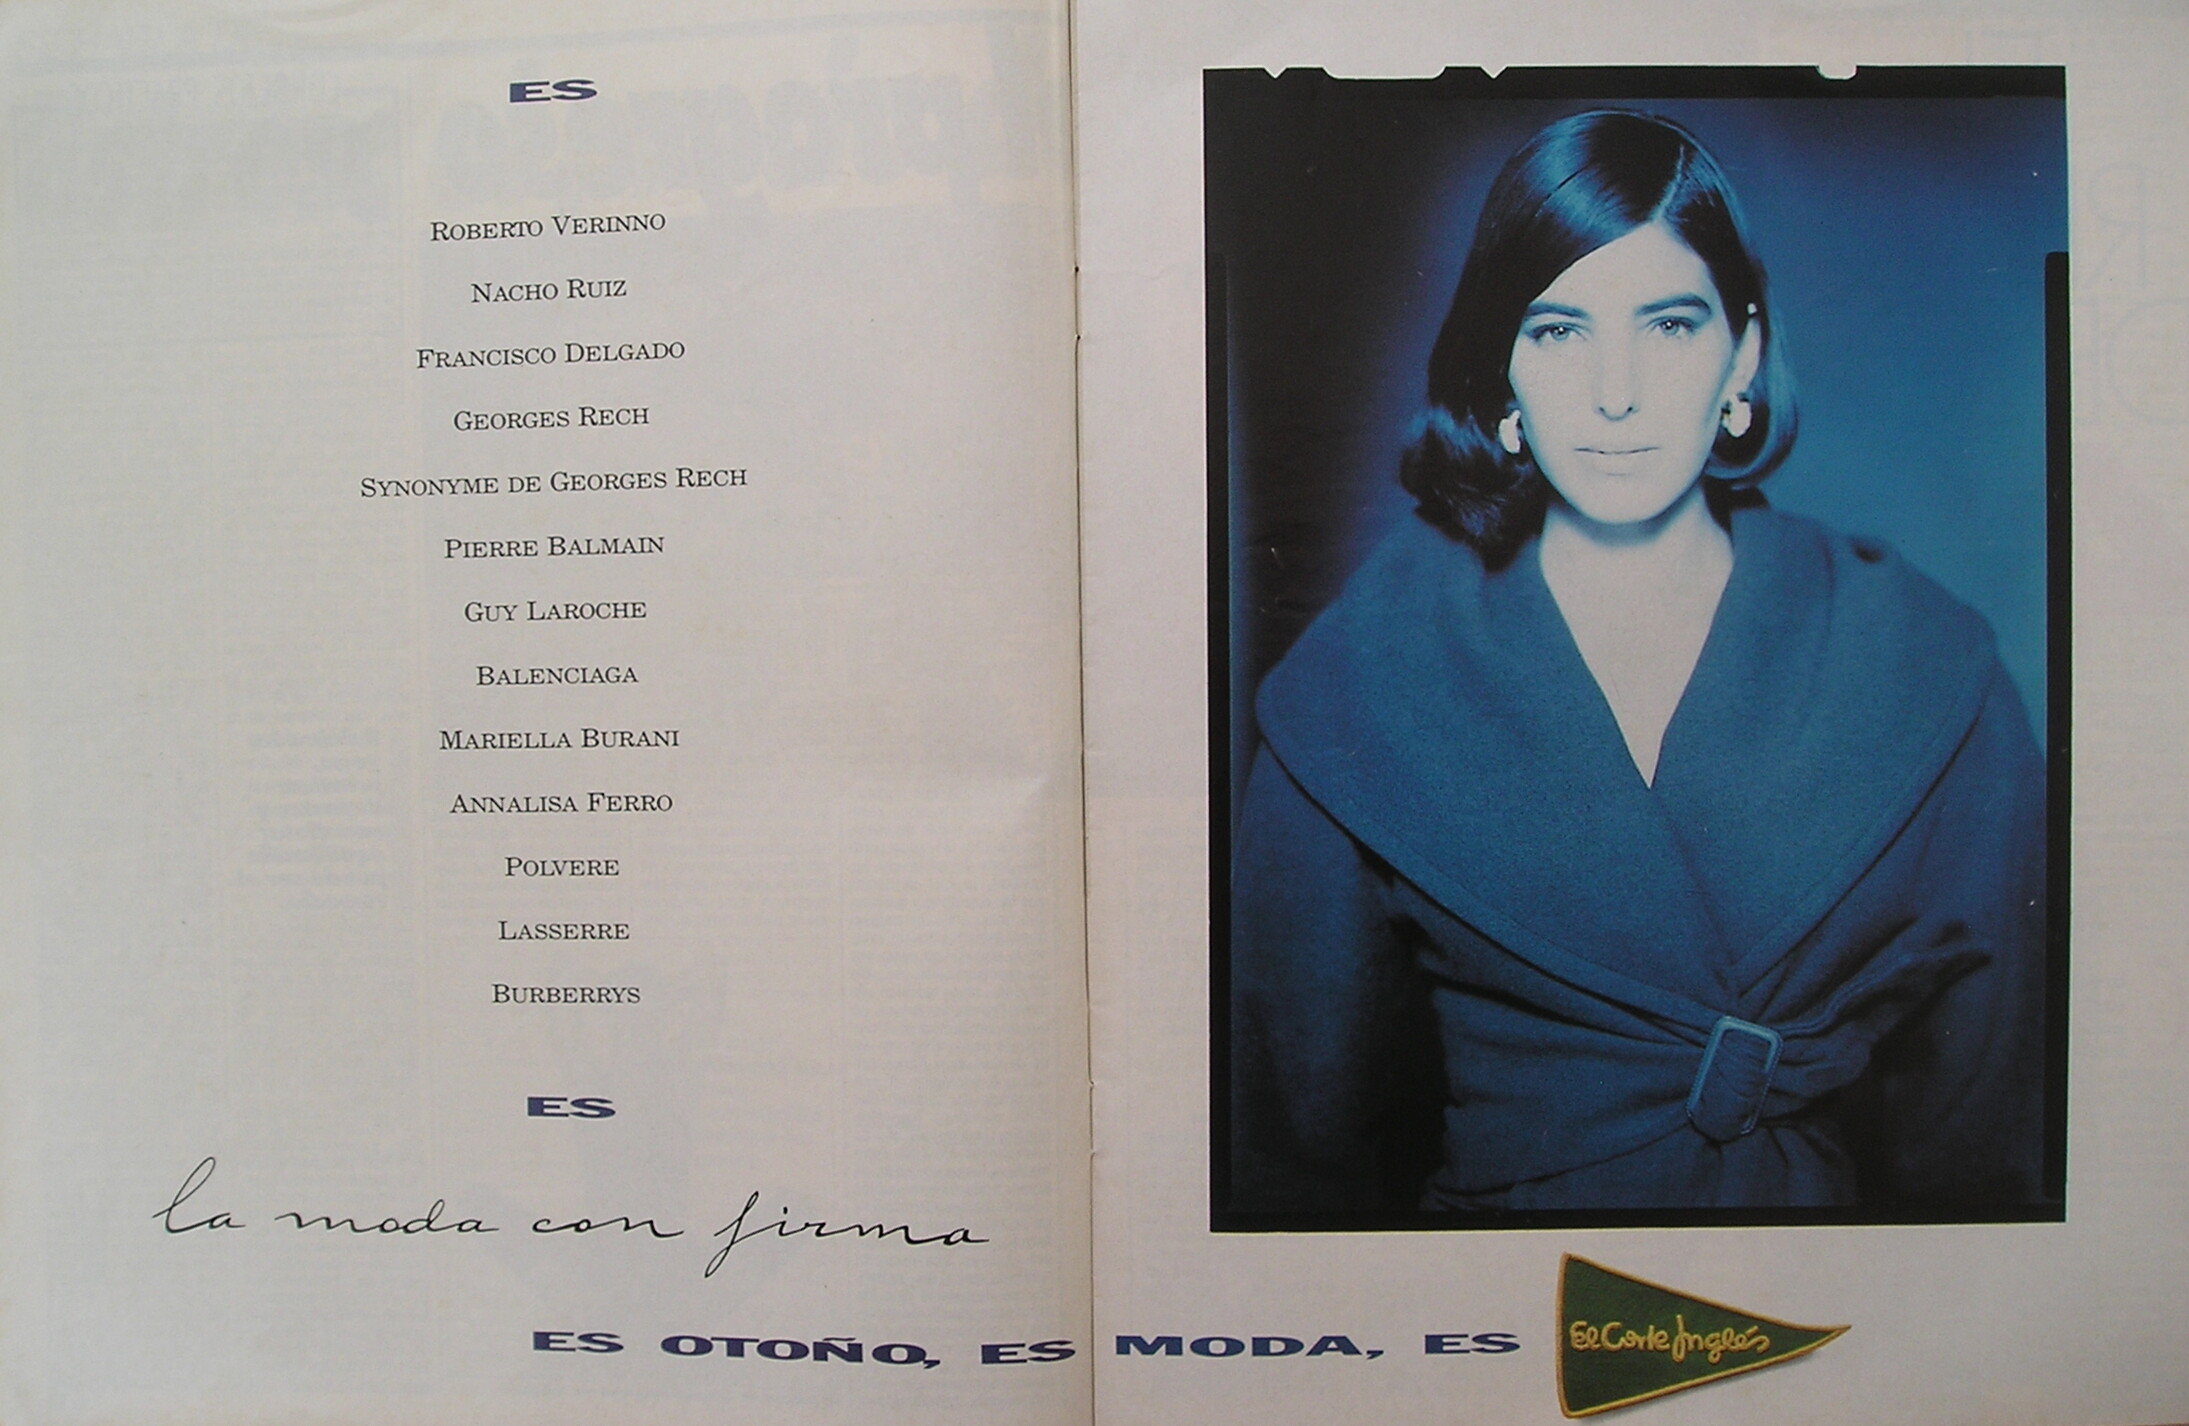 ES
ROBERTO VERINNO
NACHO RUIZ
FRANCISCO DELGADO
GEORGES RECH
SYNONYME DE GEORGES RECH
PIERRE BALMAIN
GUY LAROCHE
BALENCIAGA
MARIELLA BURANI
ANNALISA FERRO
POLVERE
LASSERRE
BURBERRYS
ES
la moda con firma
ES OTOÑO, ES MODA, ES
El Corte Inglés